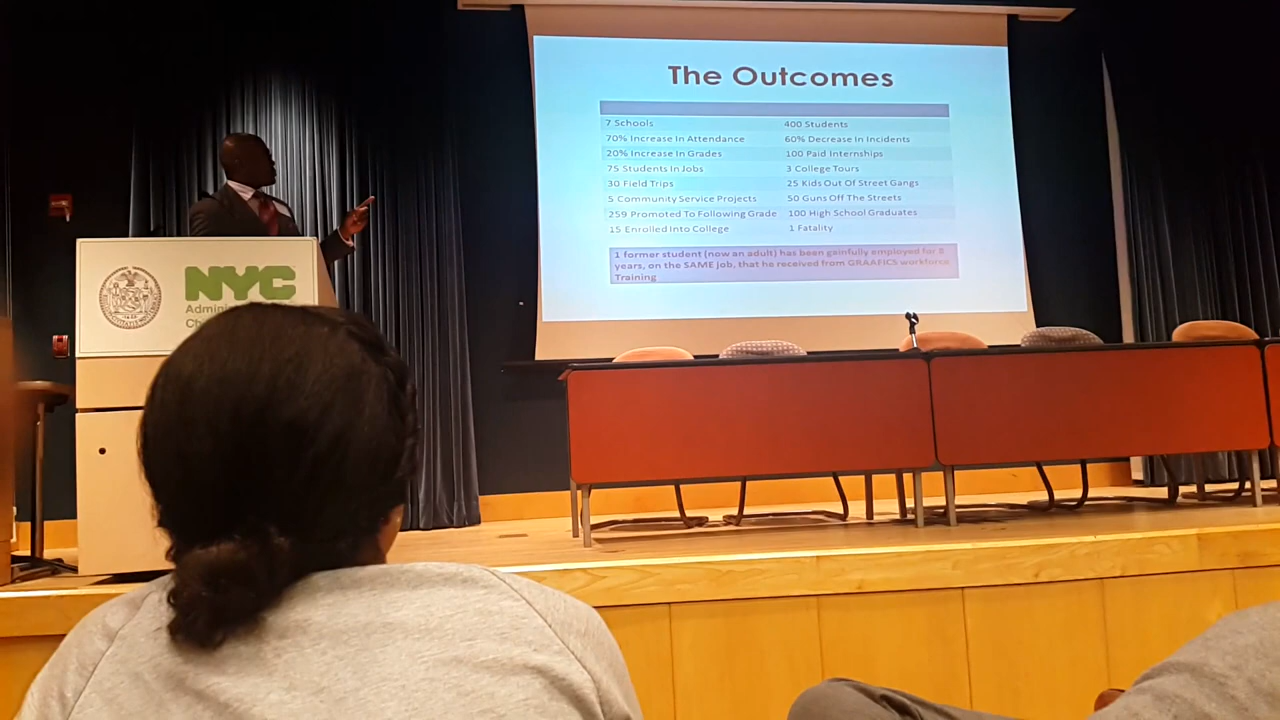 The Outcomes
7 Schools 400 Students
70% Increase In Attendance 60% Decrease In Incidents
20% Increase In Grades 100 Paid Internships
75 Students In Jobs 3 College Tours
30 Field Trips 25 Kids Out Of Street Gangs
5 Community Service Projects 50 Guns Off The Streets
259 Promoted To Following Grade 100 High School Graduates
15 Enrolled Into College 1 Fatality
1 former student (now an adult) has been gainfully employed for 8
years, on the SAME job, that he received from GRAAFICS workforce
Training
NYC